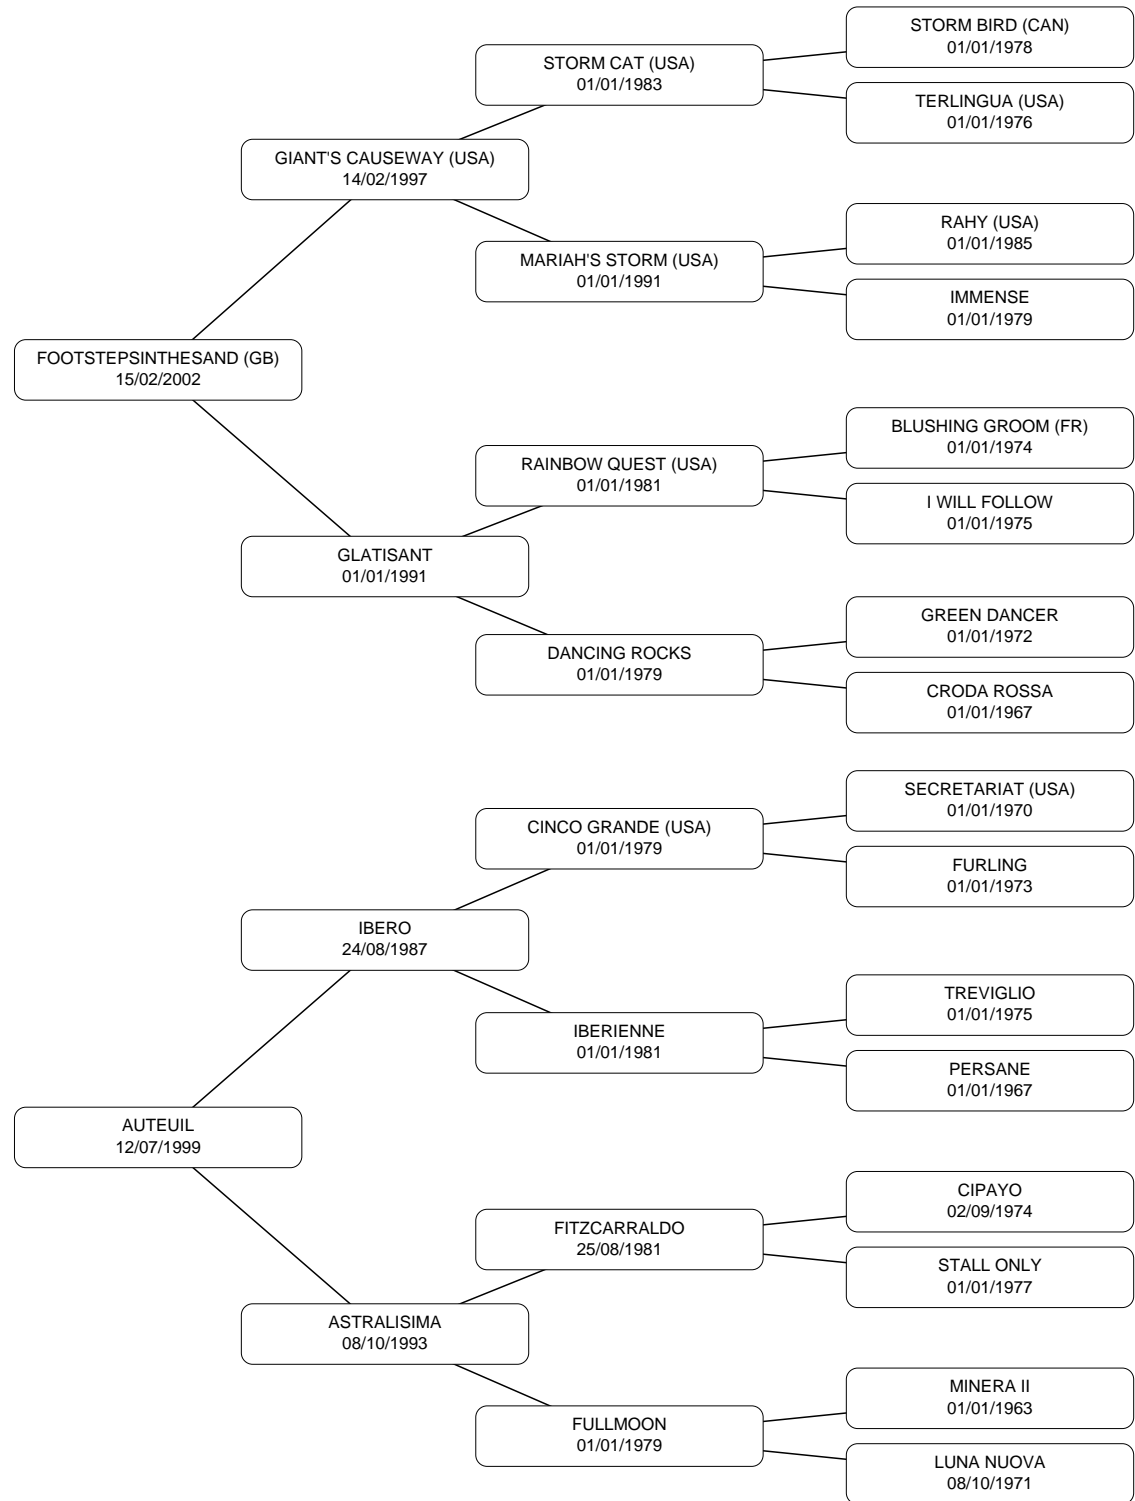 STORM BIRD (CAN)
01/01/1978
STORM CAT (USA)
01/01/1983
TERLINGUA (USA)
01/01/1976
GIANT'S CAUSEWAY (USA)
14/02/1997
RAHY (USA)
01/01/1985
MARIAH'S STORM (USA)
01/01/1991
IMMENSE
01/01/1979
FOOTSTEPSINTHESAND (GB)
15/02/2002
BLUSHING GROOM (FR)
01/01/1974
RAINBOW QUEST (USA)
01/01/1981
I WILL FOLLOW
01/01/1975
GLATISANT
01/01/1991
GREEN DANCER
01/01/1972
DANCING ROCKS
01/01/1979
CRODA ROSSA
01/01/1967
SECRETARIAT (USA)
01/01/1970
CINCO GRANDE (USA)
01/01/1979
FURLING
01/01/1973
IBERO
24/08/1987
TREVIGLIO
01/01/1975
IBERIENNE
01/01/1981
PERSANE
01/01/1967
AUTEUIL
12/07/1999
CIPAYO
02/09/1974
FITZCARRALDO
25/08/1981
STALL ONLY
01/01/1977
ASTRALISIMA
08/10/1993
MINERA II
01/01/1963
FULLMOON
01/01/1979
LUNA NUOVA
08/10/1971